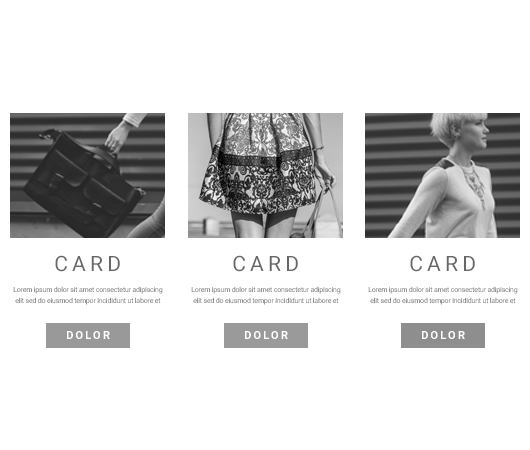 CARD
Lorem ipsum dolor sit amet consectetur adipiscing
elit sed do eiusmod tempor incididunt ut labore et
DOLOR
CARD
Lorem ipsum dolor sit amet consectetur adipiscing
elit sed do eiusmod tempor incididunt ut labore et
DOLOR
CARD
Lorem ipsum dolor sit amet consectetur adipiscing
elit sed do eiusmod tempor incididunt ut labore et
DOLOR